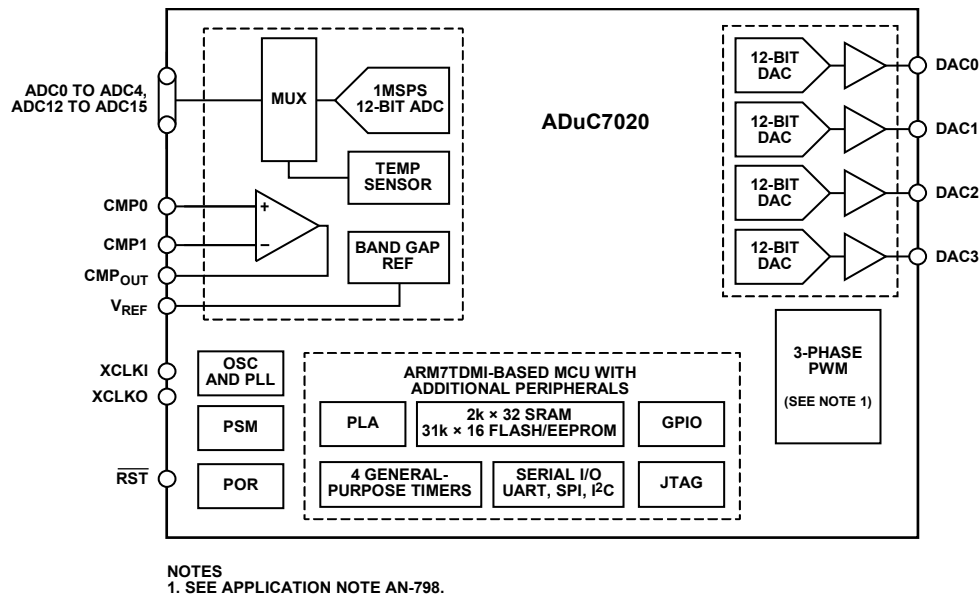 ADuC7020
ADC0 TO ADC4,
ADC12 TO ADC15
MUX
1MSPS
12-BIT ADC
TEMP
SENSOR
CMP0
CMP1
CMPOUT
VREF
+
−
BAND GAP
REF
12-BIT
DAC
DAC0
12-BIT
DAC
DAC1
12-BIT
DAC
DAC2
12-BIT
DAC
DAC3
XCLKI
XCLKO
RST
OSC
AND PLL
PSM
POR
ARM7TDMI-BASED MCU WITH
ADDITIONAL PERIPHERALS
PLA
2k × 32 SRAM
31k × 16 FLASH/EEPROM
GPIO
4 GENERAL-
PURPOSE TIMERS
SERIAL I/O
UART, SPI, I²C
JTAG
3-PHASE
PWM
(SEE NOTE 1)
NOTES
1. SEE APPLICATION NOTE AN-798.